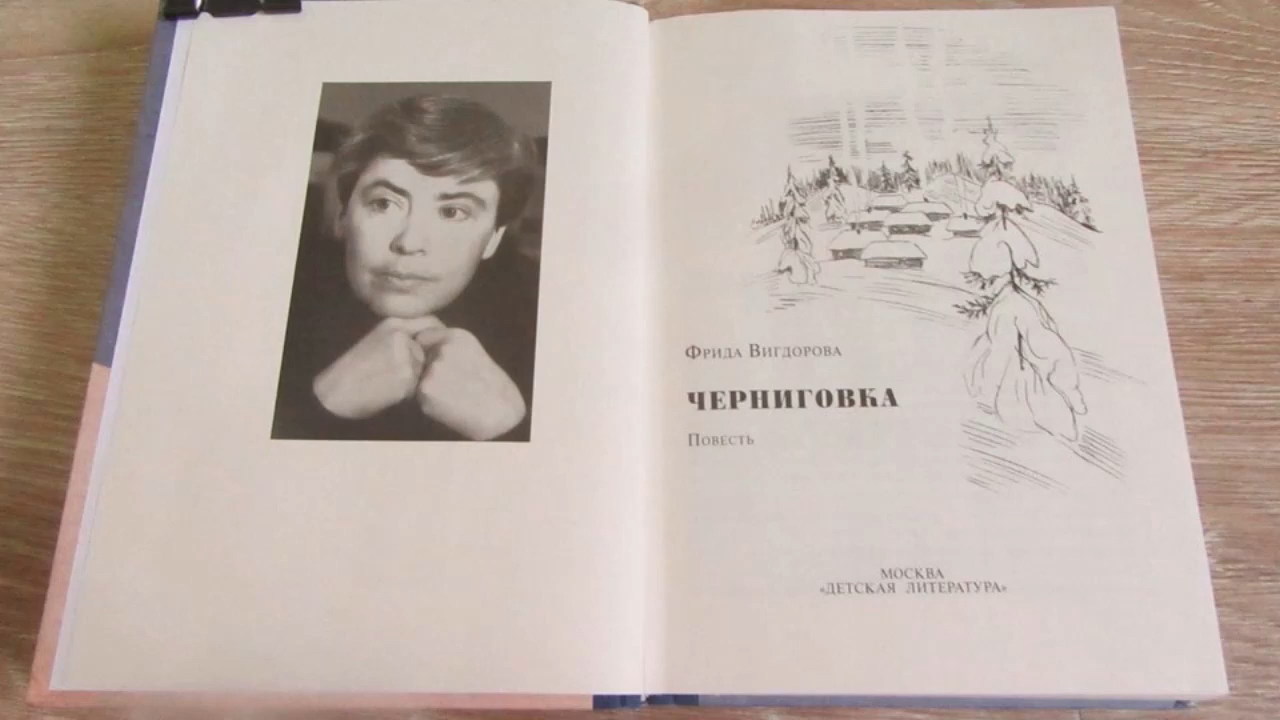 Фрида Вигдорова
ЧЕРНИГОВКА
Повесть
МОСКВА
«ДЕТСКАЯ ЛИТЕРАТУРА»